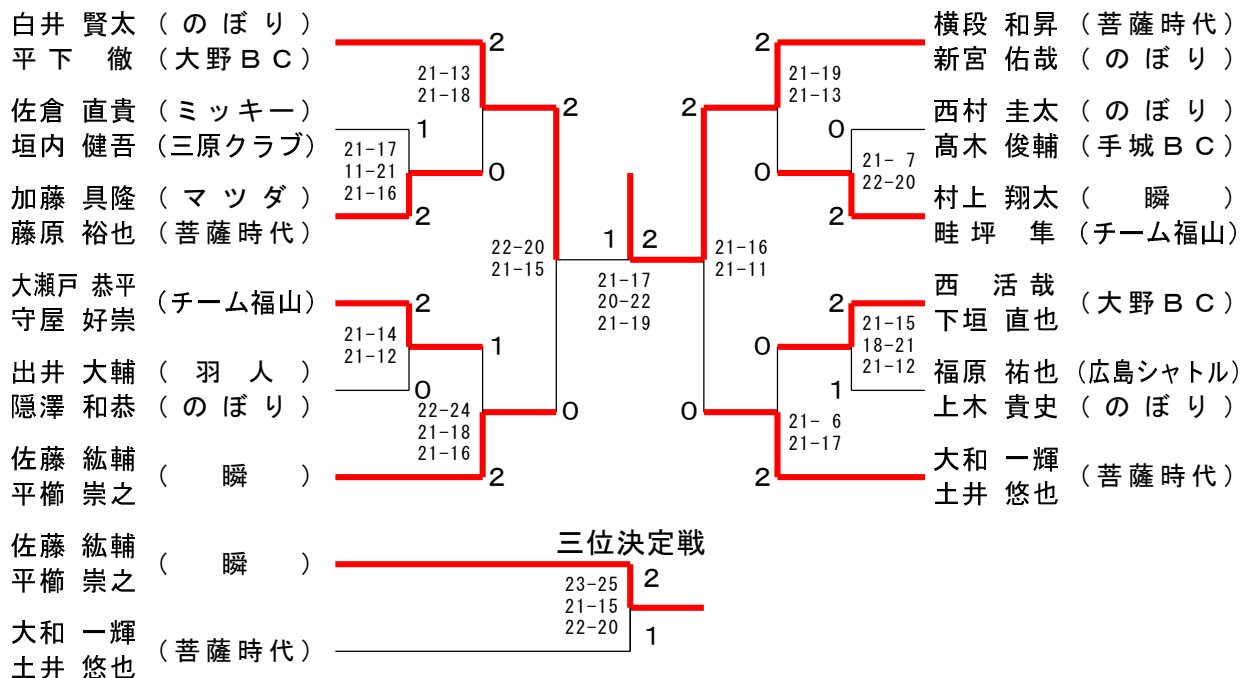 白井 賢太 ( の ぼ り )
平下 徹 (大野BC)
2
21-13
21-18
佐倉 直貴 (ミッキー)
垣内 健吾 (三原クラブ)
1
21-17
11-21
21-16
0
加藤 具隆 ( マ ツ ダ )
藤原 裕也 (菩薩時代)
2
2
22-20
21-15
大瀬戸 恭平
守屋 好崇
(チーム福山)
2
21-14
21-12
1
出井 大輔 ( 羽 人 )
隠澤 和恭 ( の ぼ り )
0
22-24
21-18
21-16
0
佐藤 紘輔
平櫛 崇之
( 瞬 )
2
1 2
21-17
20-22
21-19
横段 和昇 (菩薩時代)
新宮 佑哉 ( の ぼ り )
2
21-19
21-13
2
西村 圭太 ( の ぼ り )
髙木 俊輔 (手城BC)
0
21- 7
22-20
0
村上 翔太 ( 瞬 )
畦坪 隼 (チーム福山)
2
21-16
21-11
西 活哉
下垣 直也
(大野BC)
2
21-15
18-21
21-12
0
福原 祐也 (広島シャトル)
上木 貴史 ( の ぼ り )
1
0
21- 6
21-17
大和 一輝
土井 悠也
(菩薩時代)
2
三位決定戦
佐藤 紘輔
平櫛 崇之
( 瞬 )
2
23-25
21-15
22-20
大和 一輝
土井 悠也
(菩薩時代)
1